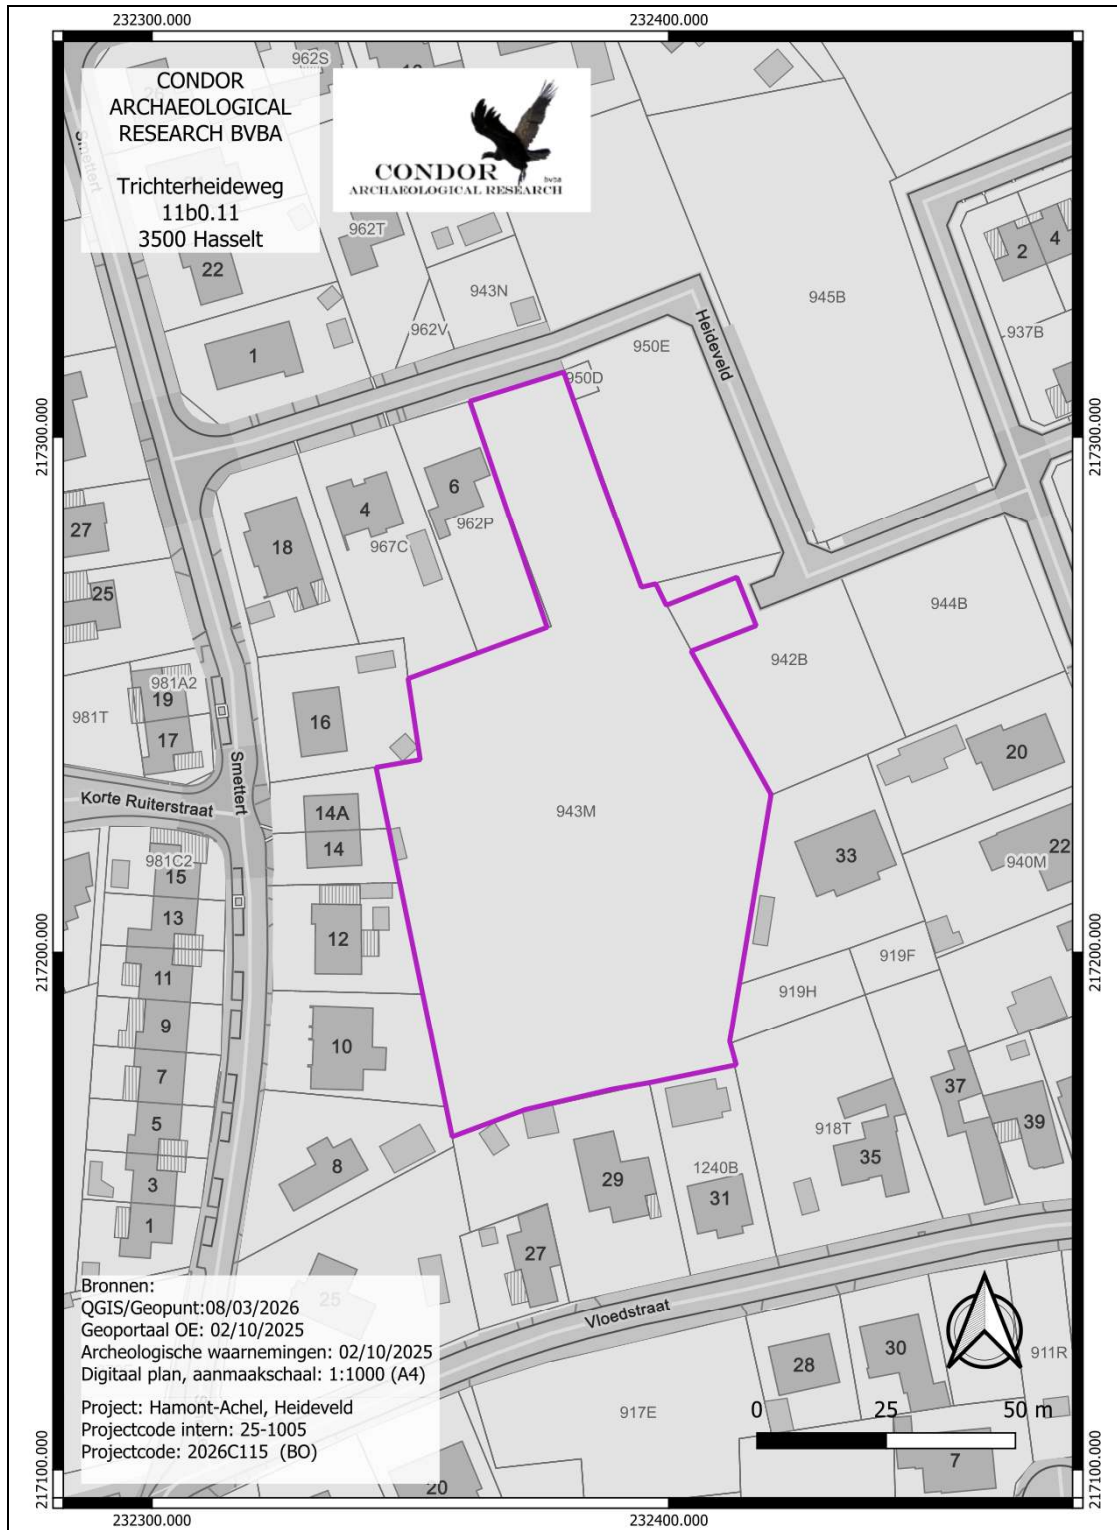 232300.000
232400.000
CONDOR
ARCHAEOLOGICAL
RESEARCH BVBA
Trichterheideweg
11b0.11
3500 Hasselt
CONDOR bvba
ARCHAEOLOGICAL RESEARCH
962S
Smettert
22
962T
943N
962V
1
945B
2
4
937B
Heideveld
950E
950D
217300.000
217300.000
6
4
962P
967C
18
27
25
944B
942B
981A2
19
981T
17
16
Smettert
Korte Ruiterstraat
20
14A
14
943M
33
22
940M
981C2
15
13
12
11
217200.000
217200.000
919F
919H
9
10
7
37
5
39
918T
35
8
29
1240B
31
3
1
27
25
Vloedstraat
Bronnen:
QGIS/Geopunt:08/03/2026
Geoportaal OE: 02/10/2025
Archeologische waarnemingen: 02/10/2025
Digitaal plan, aanmaakschaal: 1:1000 (A4)
Project: Hamont-Achel, Heideveld
Projectcode intern: 25-1005
Projectcode: 2026C115 (BO)
28
30
911R
917E
0 25 50 m
7
20
217100.000
217100.000
232300.000
232400.000